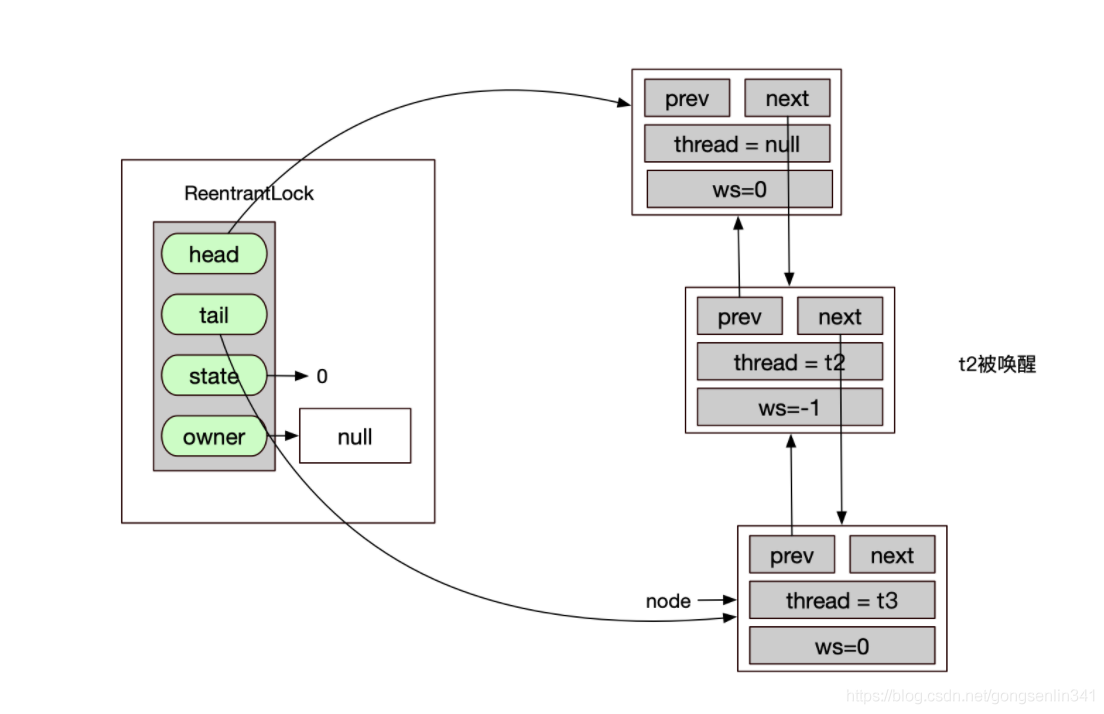 prev next
thread = null
ws=0
ReentrantLock
head
tail
state 0
owner null
prev next
thread = t2
ws=-1
t2被唤醒
prev next
node thread = t3
ws=0
https://blog.csdn.net/gongsenlin341